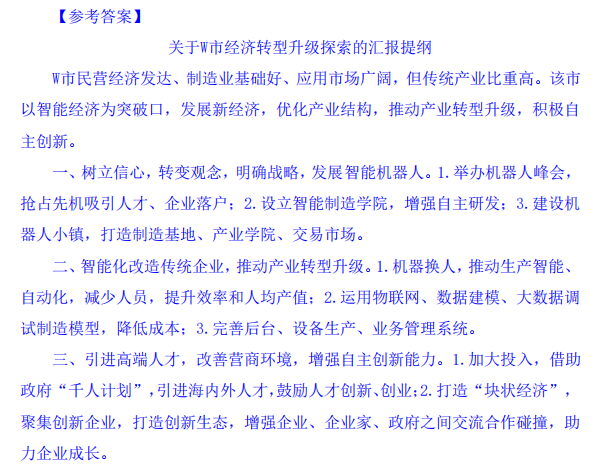 【参考答案】
关于W市经济转型升级探索的汇报提纲
W市民营经济发达、制造业基础好、应用市场广阔，但传统产业比重高。该市
以智能经济为突破口，发展新经济，优化产业结构，推动产业转型升级，积极自
主创新。
一、树立信心，转变观念，明确战略，发展智能机器人。1.举办机器人峰会，
抢占先机吸引人才、企业落户；2.设立智能制造学院，增强自主研发；3.建设机
器人小镇，打造制造基地、产业学院、交易市场。
二、智能化改造传统企业，推动产业转型升级。1.机器换人，推动生产智能、
自动化，减少人员，提升效率和人均产值；2.运用物联网、数据建模、大数据调
试制造模型，降低成本；3.完善后台、设备生产、业务管理系统。
三、引进高端人才，改善营商环境，增强自主创新能力。1.加大投入，借助
政府“千人计划”，引进海内外人才，鼓励人才创新、创业；2.打造“块状经济”，
聚集创新企业，打造创新生态，增强企业、企业家、政府之间交流合作碰撞，助
力企业成长。